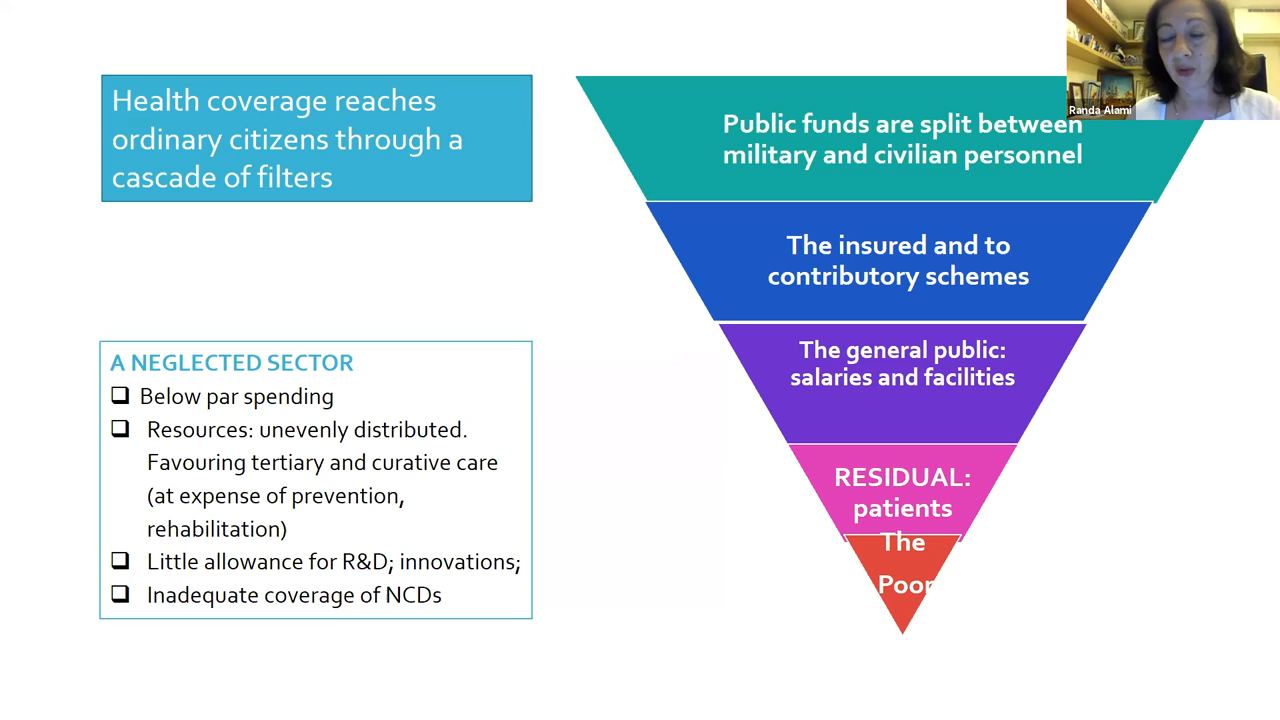 Health coverage reaches
ordinary citizens through a
cascade of filters
A NEGLECTED SECTOR
❑ Below par spending
❑ Resources: unevenly distributed.
Favouring tertiary and curative care
(at expense of prevention,
rehabilitation)
❑ Little allowance for R&D; innovations;
❑ Inadequate coverage of NCDs
Public funds are split between
military and civilian personnel
The insured and to
contributory schemes
The general public:
salaries and facilities
RESIDUAL:
patients
The
Poor
Randa Alami